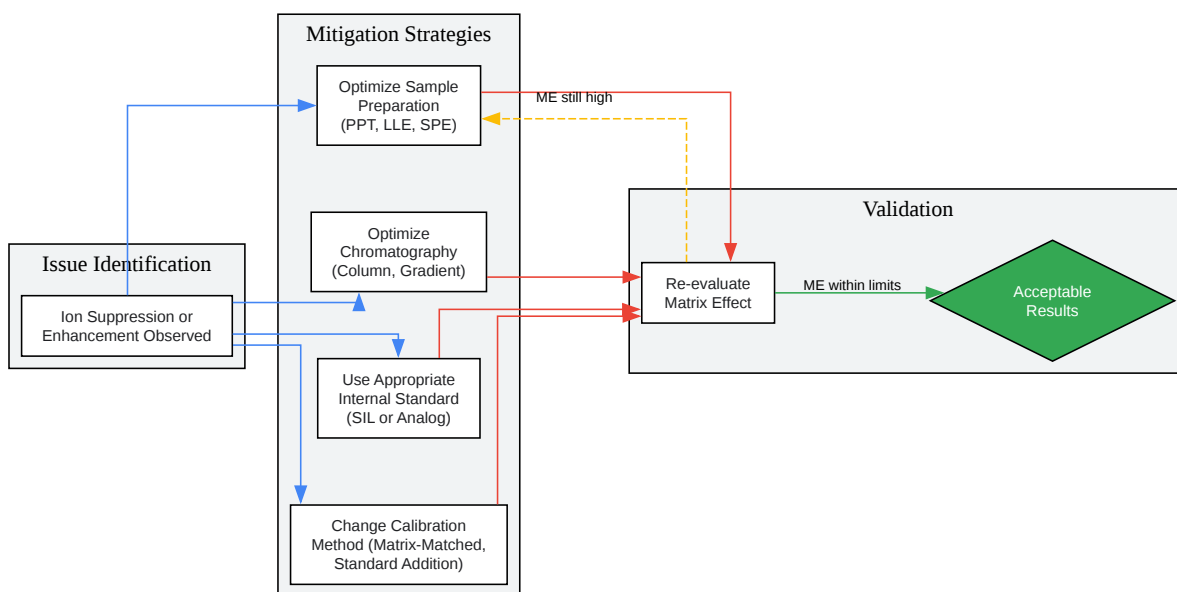 Mitigation Strategies
Optimize Sample
Preparation
(PPT, LLE, SPE)
ME still high
Validation
Optimize
Chromatography
(Column, Gradient)
Issue Identification
Ion Suppression or
Enhancement Observed
Re-evaluate
Matrix Effect
ME within limits
Acceptable
Results
Use Appropriate
Internal Standard
(SIL or Analog)
Change Calibration
Method (Matrix-Matched,
Standard Addition)